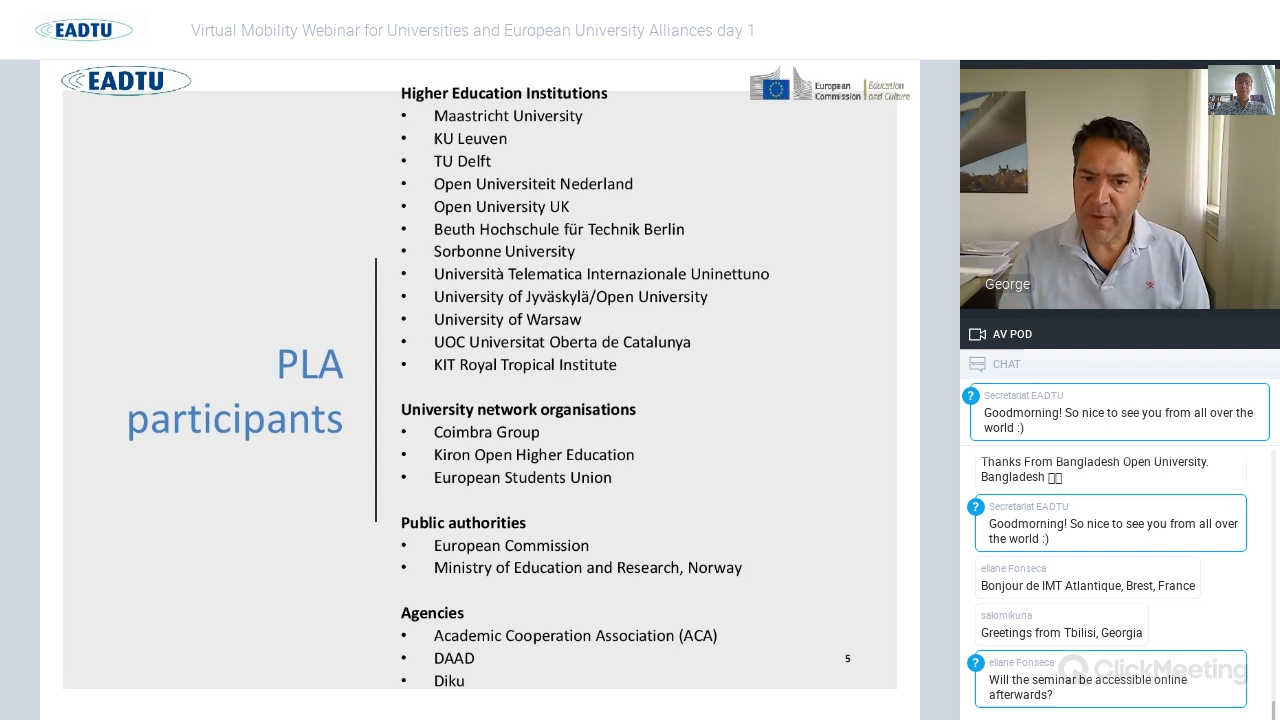 EADTU
Virtual Mobility Webinar for Universities and European University Alliances day 1
EADTU
European
Commission
Education
and Culture
PLA
participants
Higher Education Institutions
• Maastricht University
• KU Leuven
• TU Delft
• Open Universiteit Nederland
• Open University UK
• Beuth Hochschule für Technik Berlin
• Sorbonne University
• Università Telematica Internazionale Uninettuno
• University of Jyväskylä/Open University
• University of Warsaw
• UOC Universitat Oberta de Catalunya
• KIT Royal Tropical Institute
University network organisations
• Coimbra Group
• Kiron Open Higher Education
• European Students Union
Public authorities
• European Commission
• Ministry of Education and Research, Norway
Agencies
• Academic Cooperation Association (ACA)
• DAAD
• Diku
5
George
AV POD
CHAT
?
Secretariat EADTU
Goodmorning! So nice to see you from all over the
world :)
Thanks From Bangladesh Open University.
Bangladesh
?
Secretariat EADTU
Goodmorning! So nice to see you from all over
the world :)
eliane Fonseca
Bonjour de IMT Atlantique, Brest, France
salomikuna
Greetings from Tbilisi, Georgia
?
eliane Fonseca
Will the seminar be accessible online
afterwards?
ClickMeeting